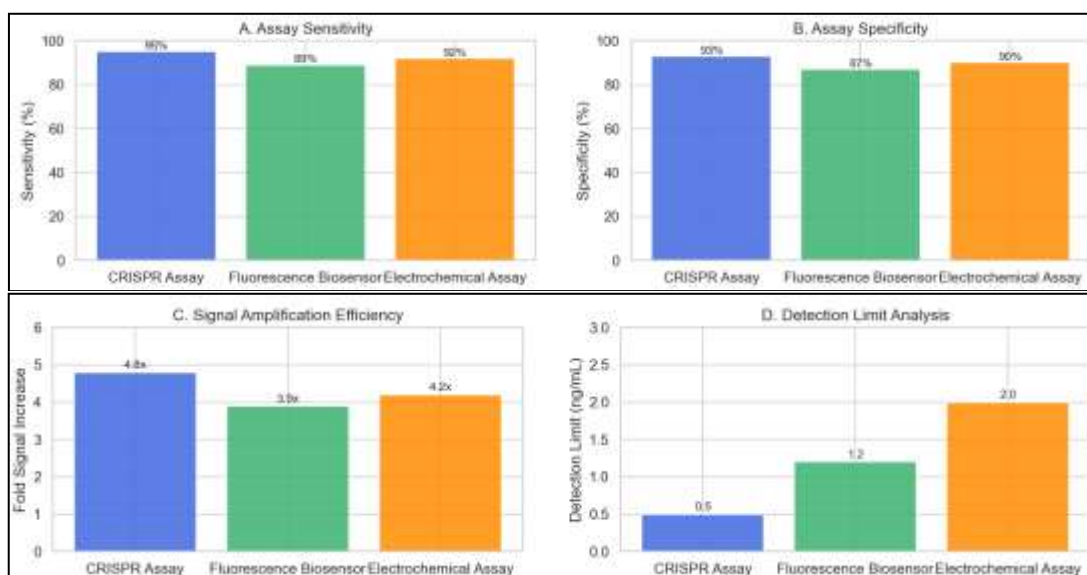 A. Assay Sensitivity
Sensitivity (%)
100
80
60
40
20
0
95%
89%
92%
CRISPR Assay
Fluorescence Biosensor
Electrochemical Assay
B. Assay Specificity
Specificity (%)
100
80
60
40
20
0
93%
87%
90%
CRISPR Assay
Fluorescence Biosensor
Electrochemical Assay
C. Signal Amplification Efficiency
Fold Signal Increase
6
5
4
3
2
1
0
4.8x
3.9x
4.2x
CRISPR Assay
Fluorescence Biosensor
Electrochemical Assay
D. Detection Limit Analysis
Detection Limit (ng/mL)
3.0
2.5
2.0
1.5
1.0
0.5
0.0
0.5
1.2
2.0
CRISPR Assay
Fluorescence Biosensor
Electrochemical Assay